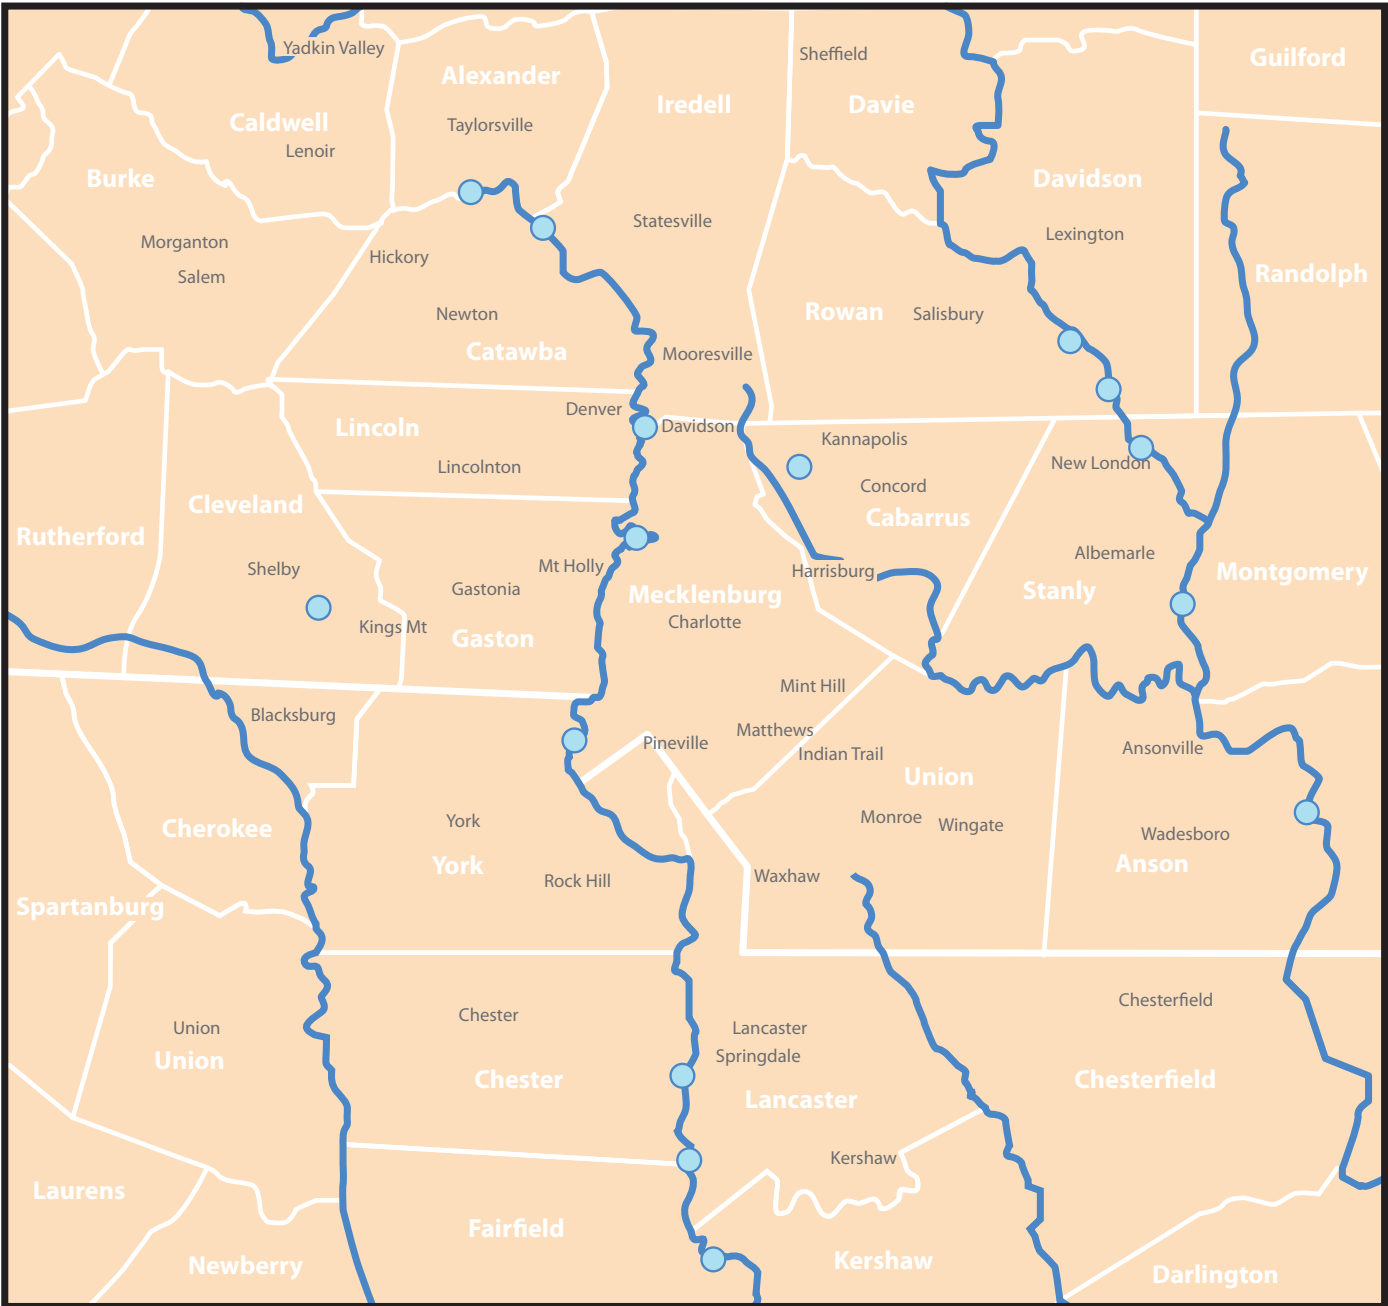 Yadkin Valley
Sheffield
Guilford
Alexander
Iredell
Davie
Caldwell
Taylorsville
Lenoir
Burke
Davidson
Statesville
Lexington
Morganton
Hickory
Salem
Randolph
Newton
Rowan
Salisbury
Catawba
Mooresville
Denver
Davidson
Lincoln
Kannapolis
Lincolnton
New London
Concord
Cleveland
Cabarrus
Rutherford
Albemarle
Mt Holly
Shelby
Harrisburg
Montgomery
Gastonia
Stanly
Mecklenburg
Charlotte
Kings Mt
Gaston
Mint Hill
Blacksburg
Matthews
Pineville
Indian Trail
Ansonville
Union
York
Monroe
Wingate
Cherokee
Wadesboro
York
Anson
Rock Hill
Waxhaw
Spartanburg
Chesterfield
Chester
Union
Lancaster
Springdale
Union
Chester
Chesterfield
Lancaster
Kershaw
Laurens
Fairfield
Kershaw
Newberry
Darlington